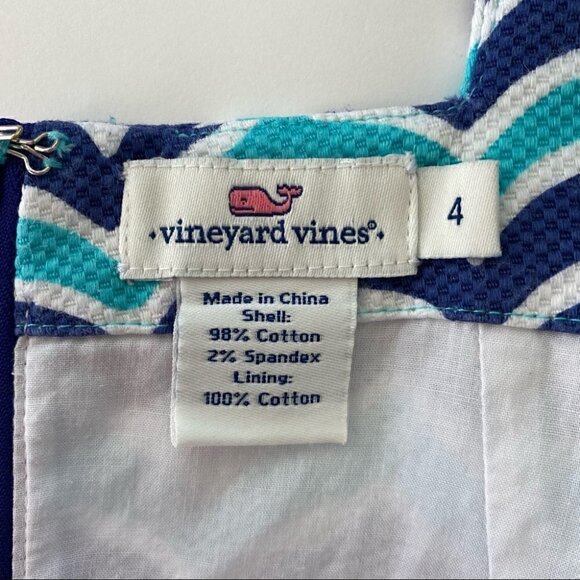 ·vineyard vines®·
4
Made in China
Shell:
98% Cotton
2% Spandex
Lining:
100% Cotton